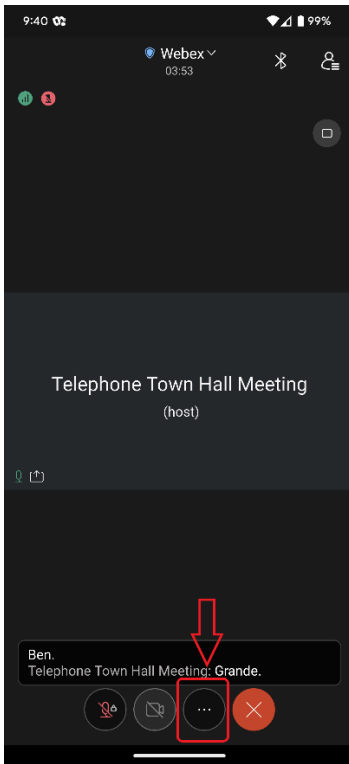 9:40
99%
Webex
03:53
Telephone Town Hall Meeting
(host)
Ben.
Telephone Town Hall Meeting: Grande.